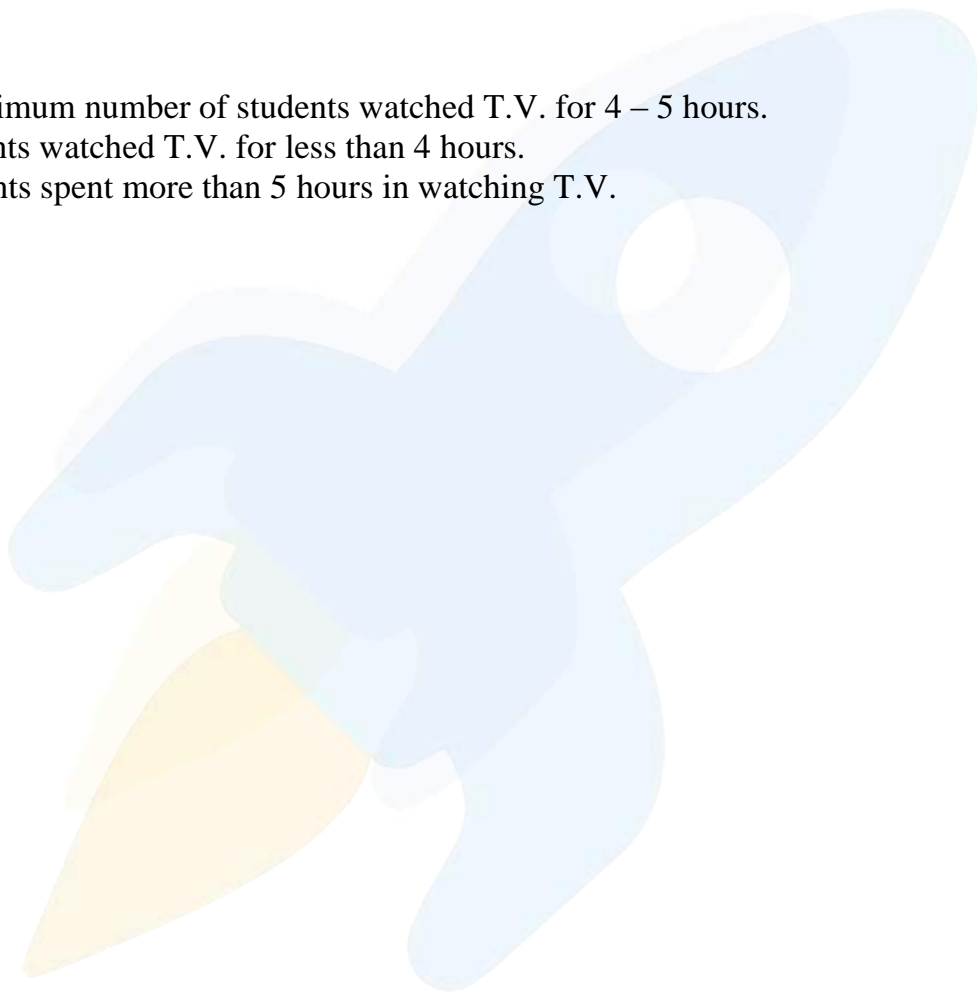 imum number of students watched T.V. for 4 – 5 hours.
nts watched T.V. for less than 4 hours.
nts spent more than 5 hours in watching T.V.